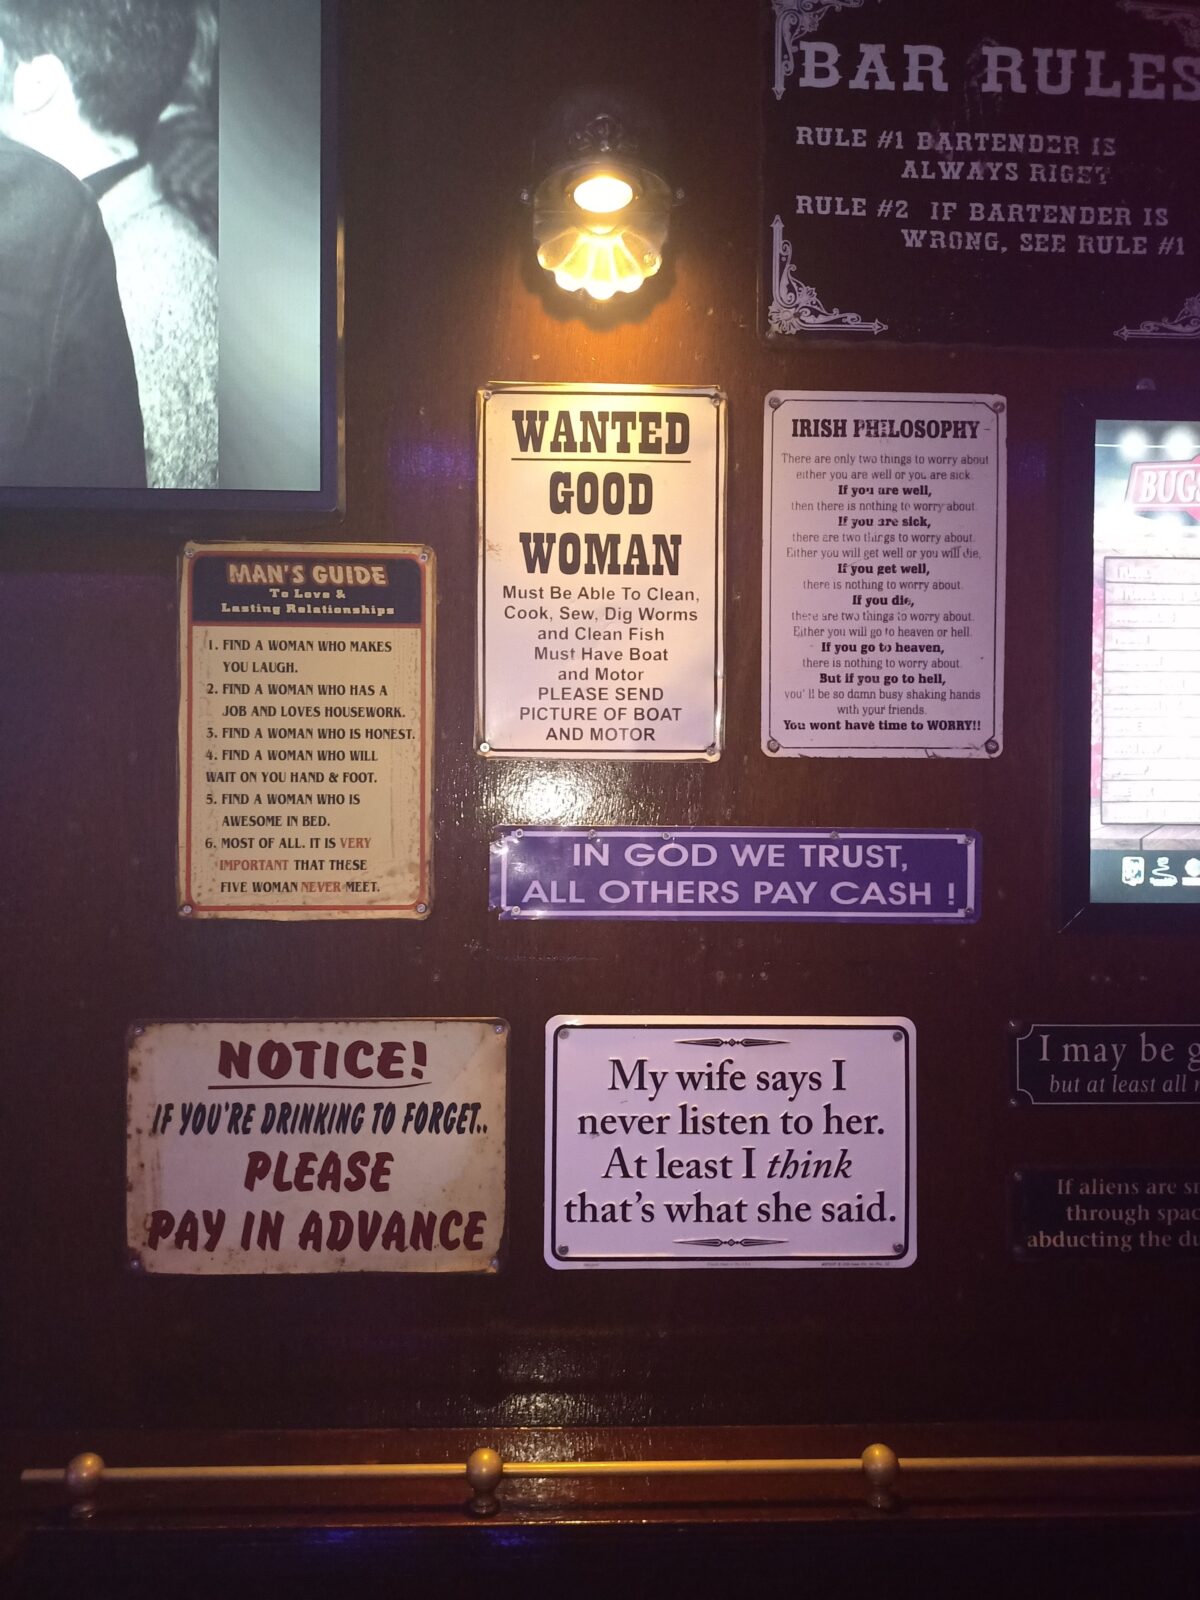 BAR RULES
RULE #1 BARTENDER IS
ALWAYS RIGHT
RULE #2 IF BARTENDER IS
WRONG, SEE RULE #1
WANTED
GOOD
WOMAN
Must Be Able To Clean,
Cook, Sew, Dig Worms
and Clean Fish
Must Have Boat
and Motor
PLEASE SEND
PICTURE OF BOAT
AND MOTOR
IRISH PHILOSOPHY
There are only two things to worry about
either you are well or you are sick.
If you are well,
then there is nothing to worry about.
If you are sick,
there are two things to worry about.
Either you will get well or you will die.
If you get well,
there is nothing to worry about.
If you die,
there are two things to worry about.
Either you will go to heaven or hell.
If you go to heaven,
there is nothing to worry about.
But if you go to hell,
you' ll be so damn busy shaking hands
with your friends.
You wont have time to WORRY!!
BUG
MAN'S GUIDE
To Love &
Lasting Relationships
1. FIND A WOMAN WHO MAKES
YOU LAUGH.
2. FIND A WOMAN WHO HAS A
JOB AND LOVES HOUSEWORK.
3. FIND A WOMAN WHO IS HONEST.
4. FIND A WOMAN WHO WILL
WAIT ON YOU HAND & FOOT.
5. FIND A WOMAN WHO IS
AWESOME IN BED.
6. MOST OF ALL. IT IS VERY
IMPORTANT THAT THESE
FIVE WOMAN NEVER MEET.
IN GOD WE TRUST,
ALL OTHERS PAY CASH !
NOTICE!
IF YOU'RE DRINKING TO FORGET..
PLEASE
PAY IN ADVANCE
My wife says I
never listen to her.
At least I think
that's what she said.
I may be g
but at least all
If aliens are s
through spac
abducting the du